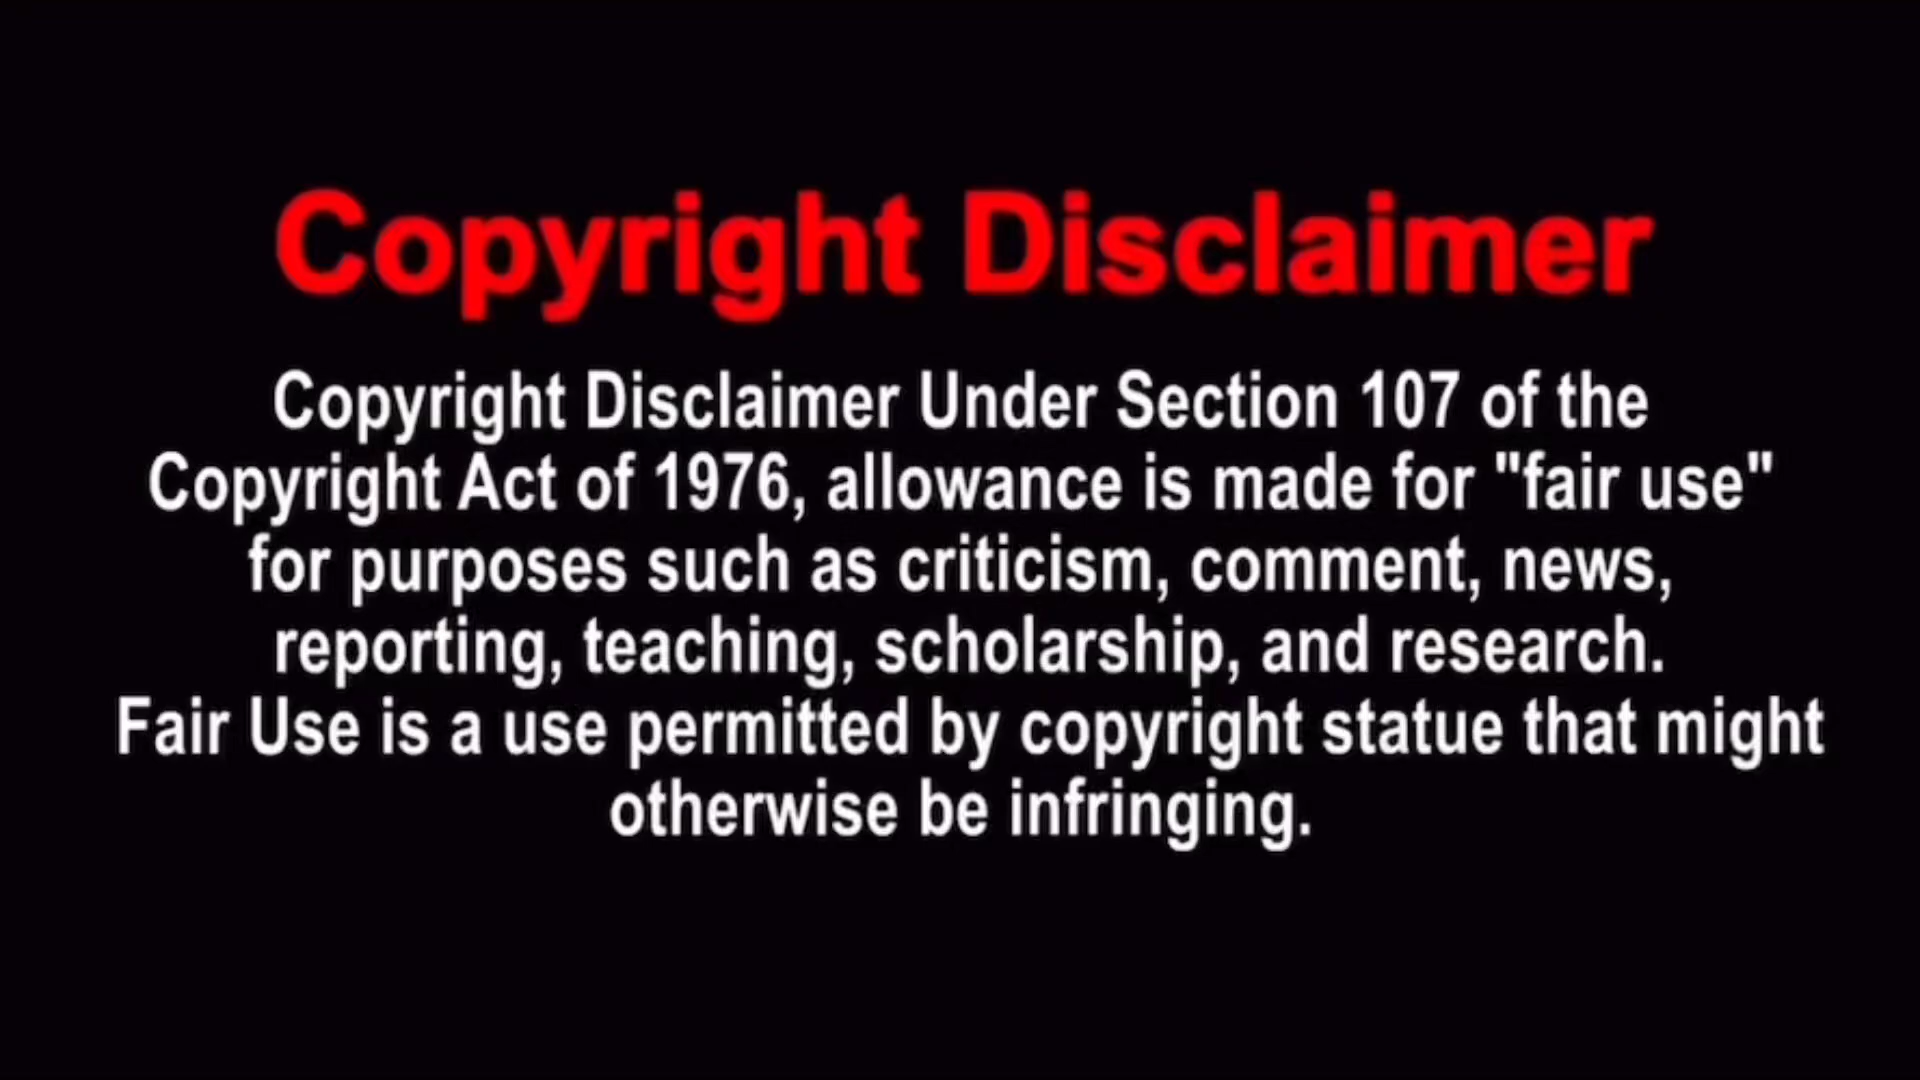 Copyright Disclaimer
Copyright Disclaimer Under Section 107 of the
Copyright Act of 1976, allowance is made for "fair use"
for purposes such as criticism, comment, news,
reporting, teaching, scholarship, and research.
Fair Use is a use permitted by copyright statue that might
otherwise be infringing.